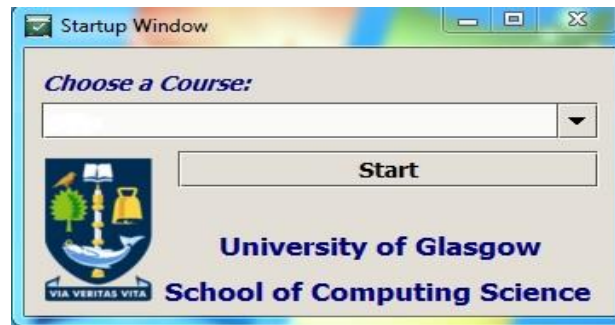 Startup Window
Choose a Course:
Start
University of Glasgow
School of Computing Science
VIA VERITAS VITA